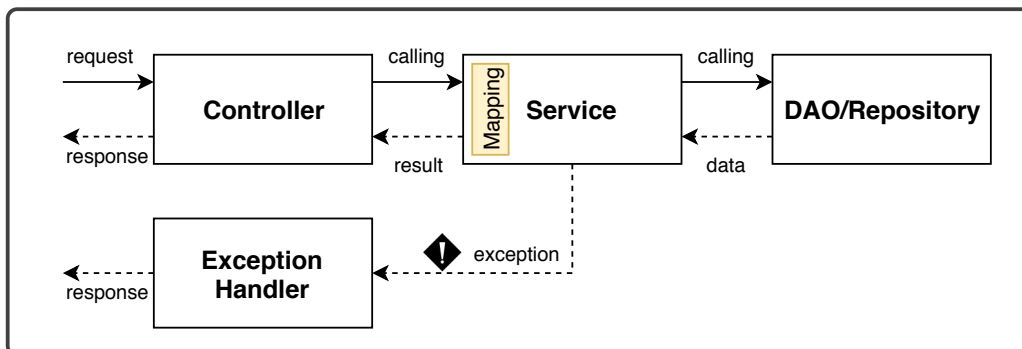 request
calling
calling
Controller
Mapping
Service
DAO/Repository
response
result
data
Exception
Handler
!
exception
response